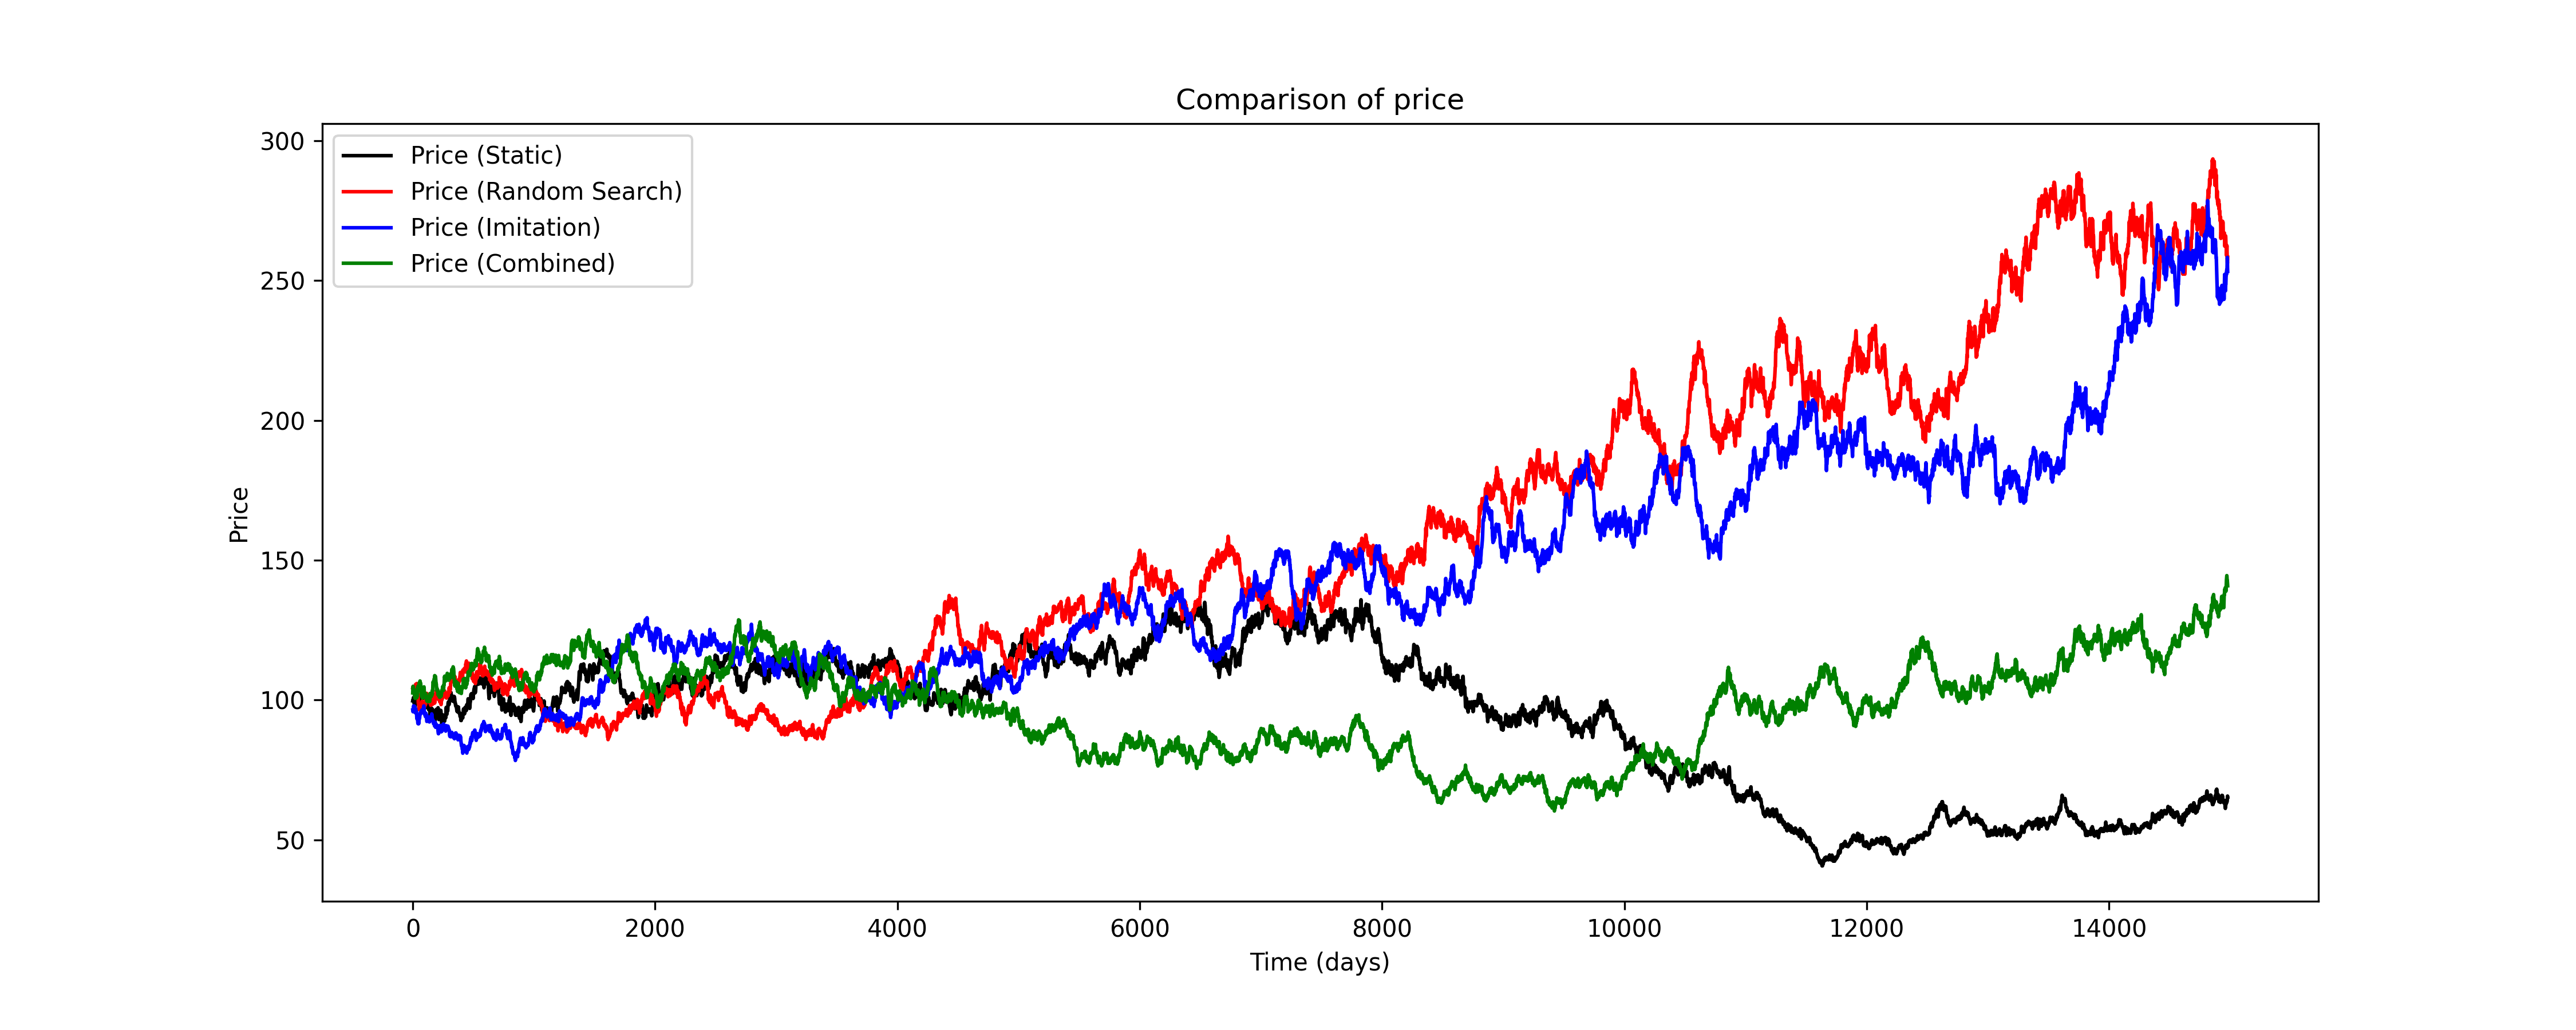 Comparison of price
300
250
200
150
100
50
Price
Price (Static)
Price (Random Search)
Price (Imitation)
Price (Combined)
0 2000 4000 6000 8000 10000 12000 14000
Time (days)